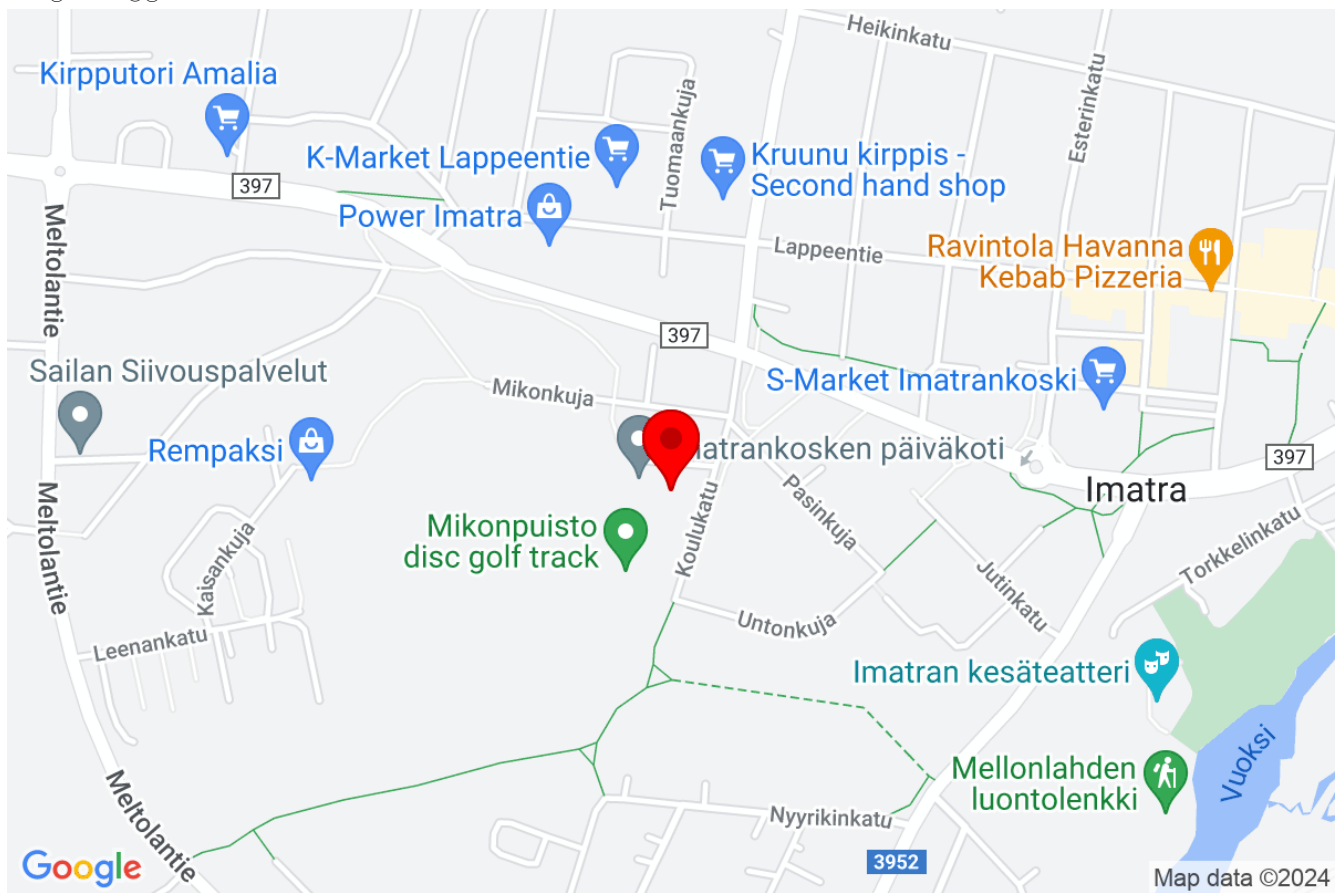 Heikinkatu
Kirpputori Amalia
Esterinkatu
Tuomaankuja
K-Market Lappeentie
Kruunu kirppis -
Second hand shop
397
Power Imatra
Meltolantie
Lappeentie
Ravintola Havanna
Kebab Pizzeria
397
Sailan Siivouspalvelut
Mikonkuja
S-Market Imatrankoski
Rempaksi
matrankosken päiväkoti
397
Imatra
Meltolantie
Pasinkuja
Koulukatu
Mikonpuisto
disc golf track
Kaisankuja
Torkkelinkatu
Jutinkatu
Untonkuja
Leenankatu
Imatran kesäteatteri
Vuoksi
Mellonlahden
luontolenkki
Meltolantie
Nyyrikinkatu
3952
Google
Map data ©2024